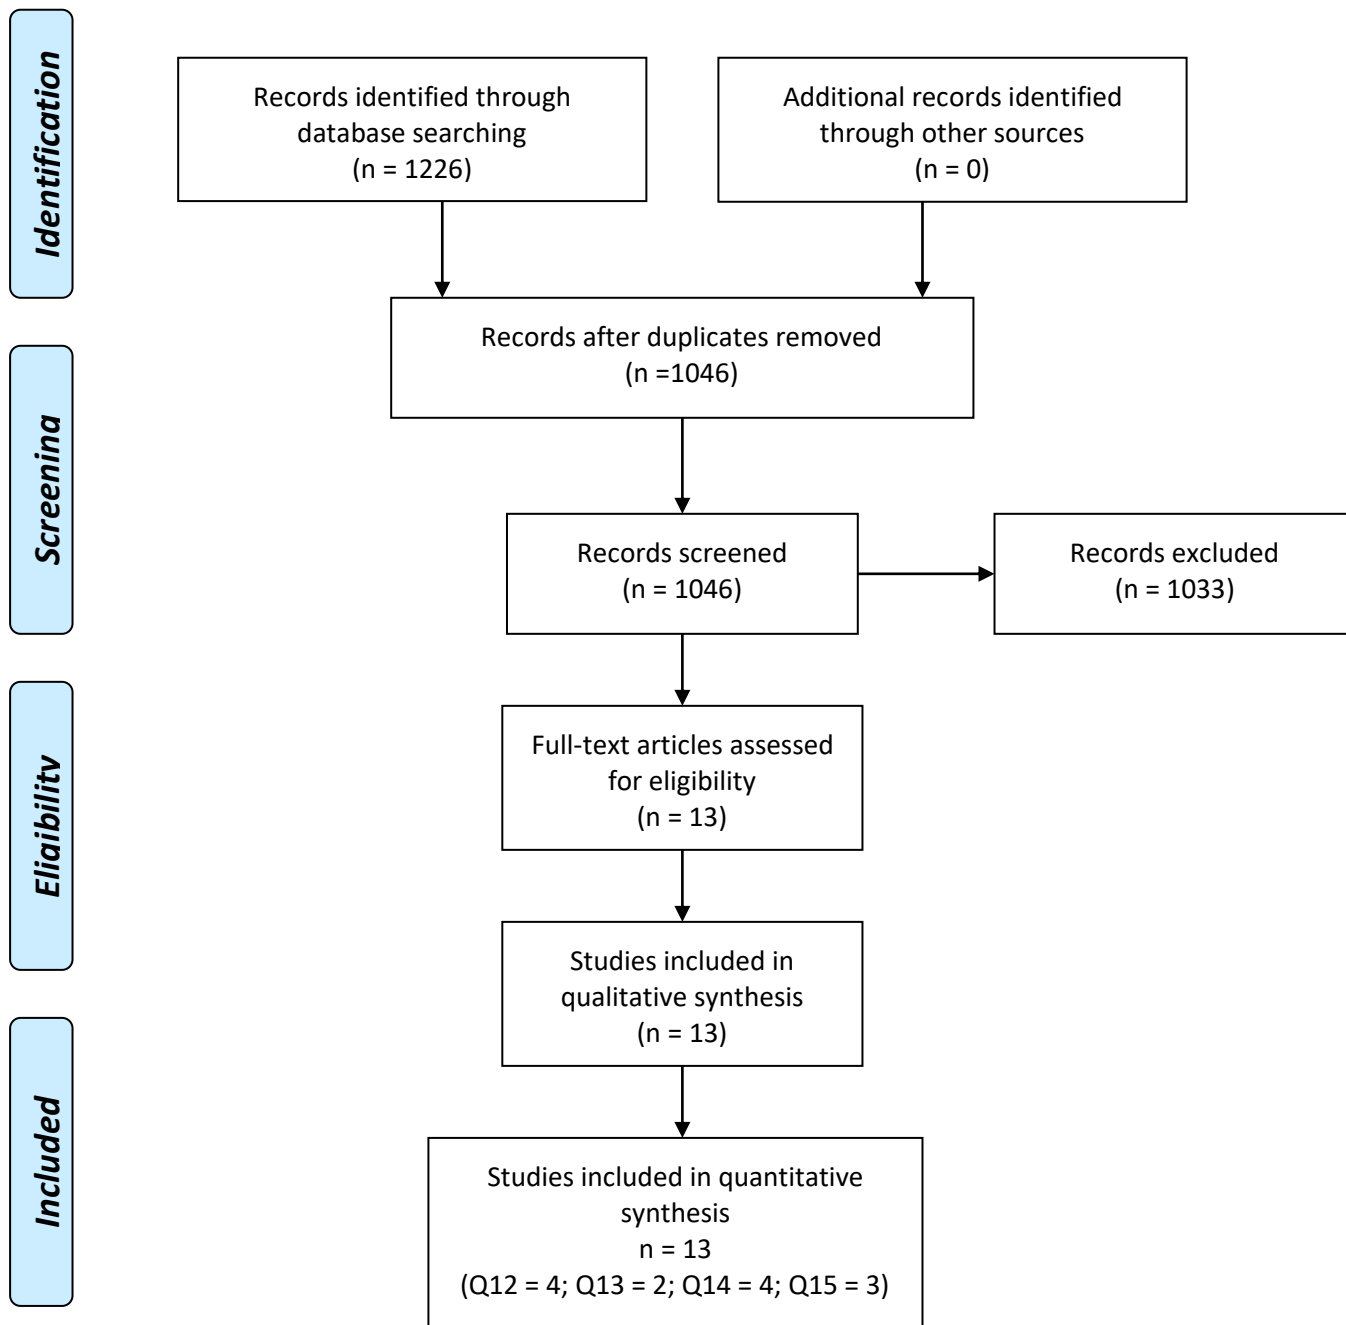 Identification
Records identified through
database searching
(n = 1226)
Additional records identified
through other sources
(n = 0)
Records after duplicates removed
(n =1046)
Screening
Records screened
(n = 1046)
Records excluded
(n = 1033)
Eligibility
Full-text articles assessed
for eligibility
(n = 13)
Studies included in
qualitative synthesis
(n = 13)
Included
Studies included in quantitative
synthesis
n = 13
(Q12 = 4; Q13 = 2; Q14 = 4; Q15 = 3)